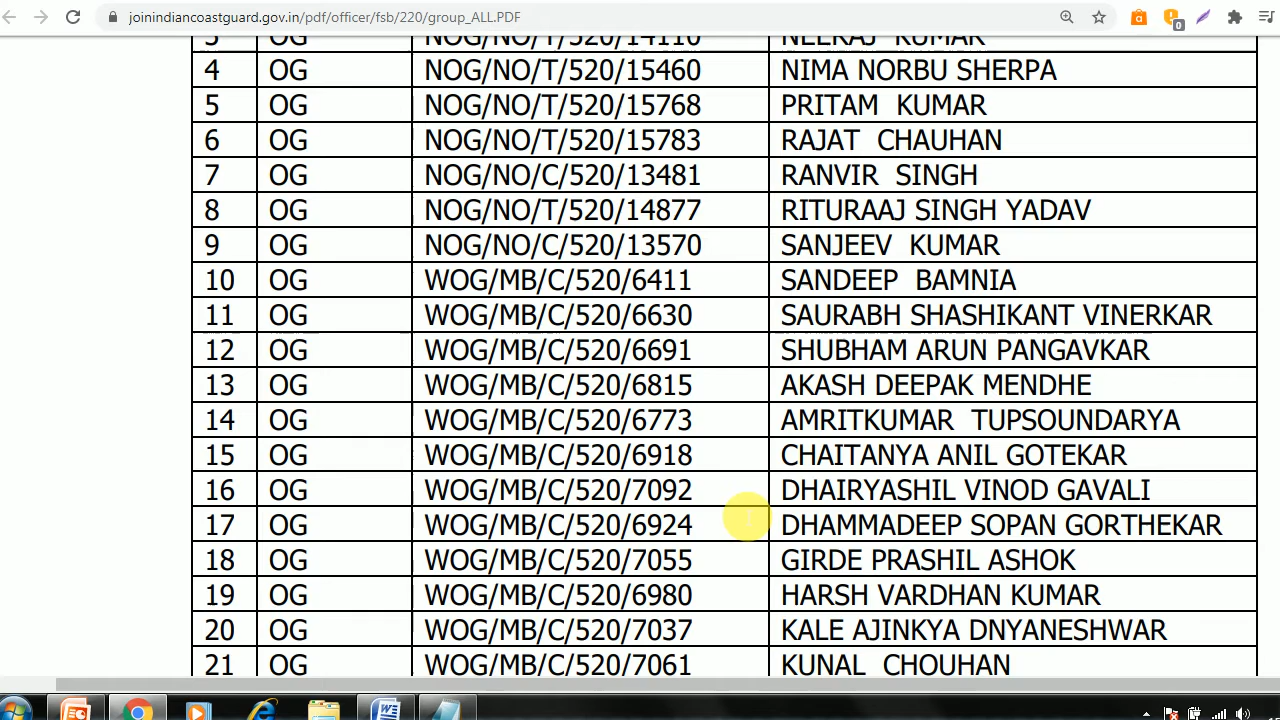 joinindiancoastguard.gov.in/pdf/officer/fsb/220/group_ALL.PDF
3 OG NOG/NO/T/520/14110 NEERAJ KUMAR
4 OG NOG/NO/T/520/15460 NIMA NORBU SHERPA
5 OG NOG/NO/T/520/15768 PRITAM KUMAR
6 OG NOG/NO/T/520/15783 RAJAT CHAUHAN
7 OG NOG/NO/C/520/13481 RANVIR SINGH
8 OG NOG/NO/T/520/14877 RITURAAJ SINGH YADAV
9 OG NOG/NO/C/520/13570 SANJEEV KUMAR
10 OG WOG/MB/C/520/6411 SANDEEP BAMNIA
11 OG WOG/MB/C/520/6630 SAURABH SHASHIKANT VINERKAR
12 OG WOG/MB/C/520/6691 SHUBHAM ARUN PANGAVKAR
13 OG WOG/MB/C/520/6815 AKASH DEEPAK MENDHE
14 OG WOG/MB/C/520/6773 AMRITKUMAR TUPSOUNDARYA
15 OG WOG/MB/C/520/6918 CHAITANYA ANIL GOTEKAR
16 OG WOG/MB/C/520/7092 DHAIRYASHIL VINOD GAVALI
17 OG WOG/MB/C/520/6924 DHAMMADEEP SOPAN GORTHEKAR
18 OG WOG/MB/C/520/7055 GIRDE PRASHIL ASHOK
19 OG WOG/MB/C/520/6980 HARSH VARDHAN KUMAR
20 OG WOG/MB/C/520/7037 KALE AJINKYA DNYANESHWAR
21 OG WOG/MB/C/520/7061 KUNAL CHOUHAN